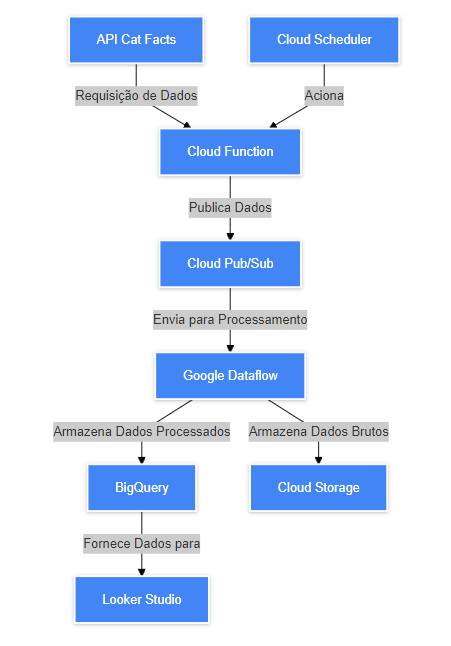 API Cat Facts
Cloud Scheduler
Requisição de Dados
Aciona
Cloud Function
Publica Dados
Cloud Pub/Sub
Envia para Processamento
Google Dataflow
Armazena Dados Processados
Armazena Dados Brutos
BigQuery
Cloud Storage
Fornece Dados para
Looker Studio